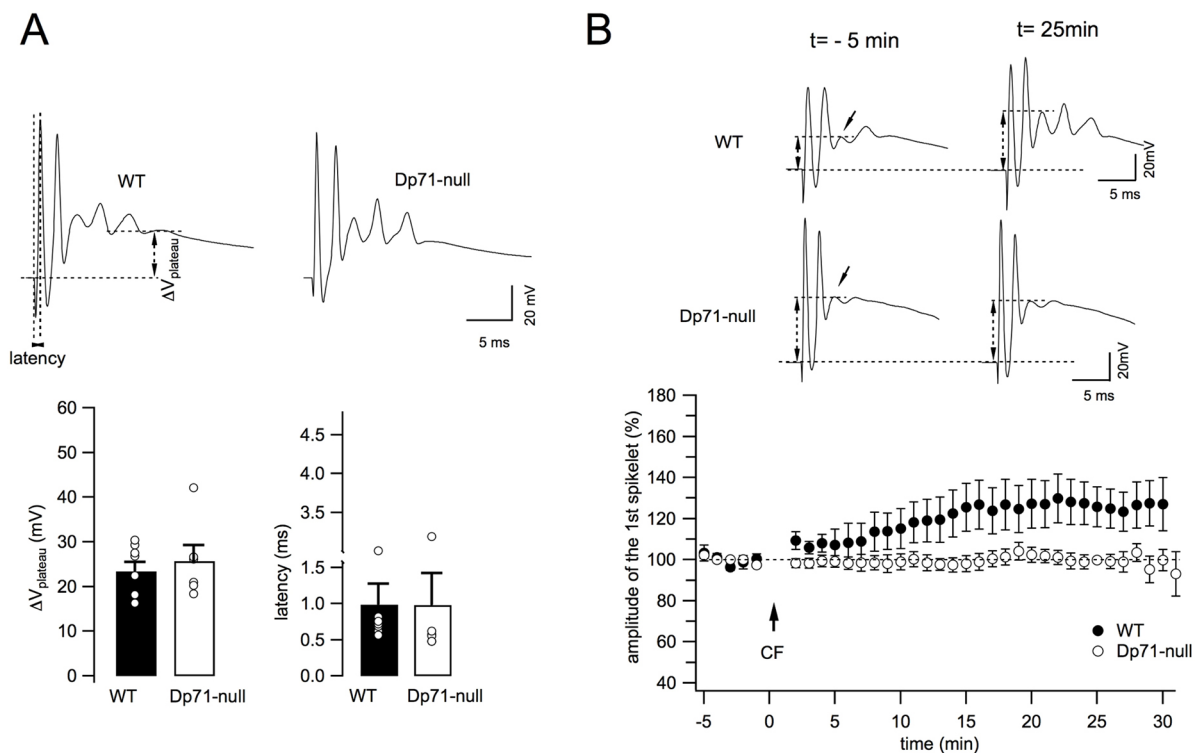 A
B
t= - 5 min
t= 25min
WT
Dp71-null
ΔVplateau
latency
20 mV
5 ms
WT
20mV
5 ms
Dp71-null
20mV
5 ms
60
50
40
30
20
10
0
ΔVplateau (mV)
WT
Dp71-null
4.5
4.0
3.5
1.5
1.0
0.5
0.0
latency (ms)
WT
Dp71-null
180
160
140
120
100
80
60
40
amplitude of the 1st spikelet (%)
CF
WT
Dp71-null
-5
0
5
10
15
20
25
30
time (min)